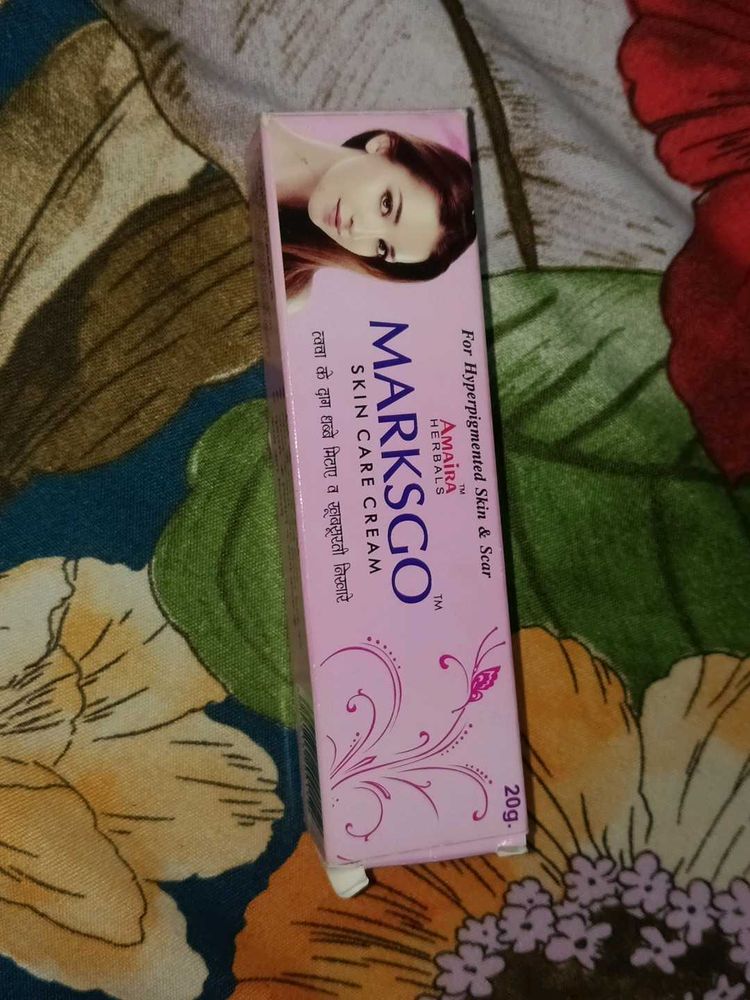 For Hyperpigmented Skin & Scar
AMAIRA™
HERBALS
MARKSGO™
SKIN CARE CREAM
त्वचा के दाग धब्बे मिटाए व खूबसूरती निखारे
20g.